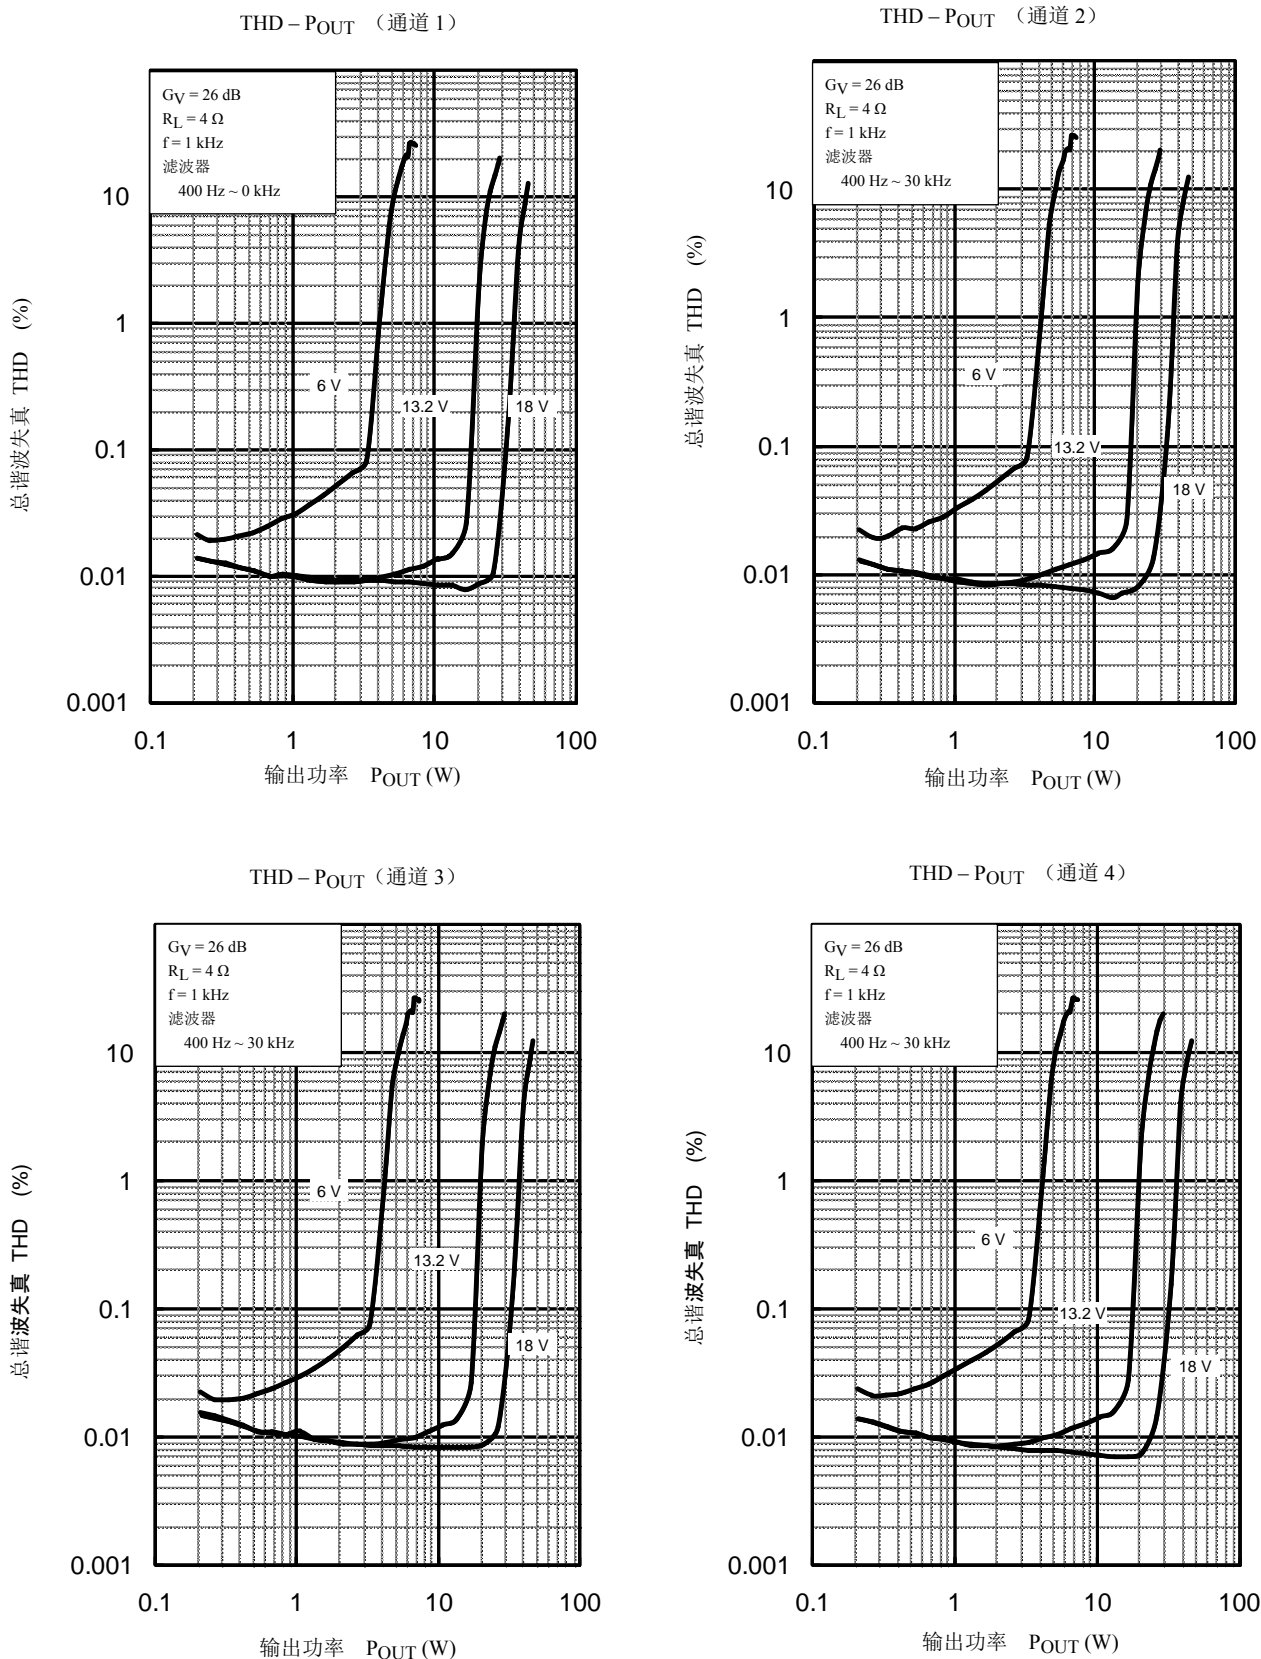 THD – POUT （通道 1）
GV = 26 dB
RL = 4 Ω
f = 1 kHz
滤波器
400 Hz ~ 0 kHz
总谐波失真 THD (%)
10
1
0.1
0.01
0.001
6 V
13.2 V
18 V
0.1
1
10
100
输出功率 POUT (W)
THD – POUT （通道 2）
GV = 26 dB
RL = 4 Ω
f = 1 kHz
滤波器
400 Hz ~ 30 kHz
总谐波失真 THD (%)
10
1
0.1
0.01
0.001
6 V
13.2 V
18 V
0.1
1
10
100
输出功率 POUT (W)
THD – POUT（通道 3）
GV = 26 dB
RL = 4 Ω
f = 1 kHz
滤波器
400 Hz ~ 30 kHz
总谐波失真 THD (%)
10
1
0.1
0.01
0.001
6 V
13.2 V
18 V
0.1
1
10
100
输出功率 POUT (W)
THD – POUT （通道 4）
GV = 26 dB
RL = 4 Ω
f = 1 kHz
滤波器
400 Hz ~ 30 kHz
总谐波失真 THD (%)
10
1
0.1
0.01
0.001
6 V
13.2 V
18 V
0.1
1
10
100
输出功率 POUT (W)